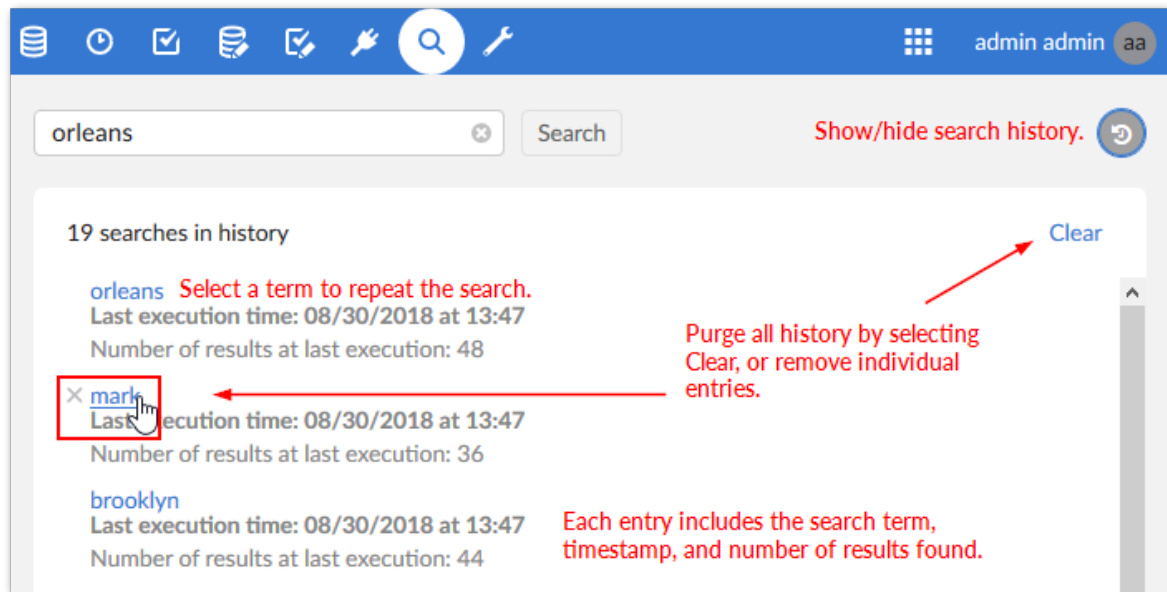 admin admin aa
orleans Search Show/hide search history.
19 searches in history Clear
orleans Select a term to repeat the search.
Last execution time: 08/30/2018 at 13:47
Number of results at last execution: 48
Purge all history by selecting
Clear, or remove individual
entries.
mark
Last execution time: 08/30/2018 at 13:47
Number of results at last execution: 36
brooklyn
Last execution time: 08/30/2018 at 13:47
Number of results at last execution: 44
Each entry includes the search term,
timestamp, and number of results found.